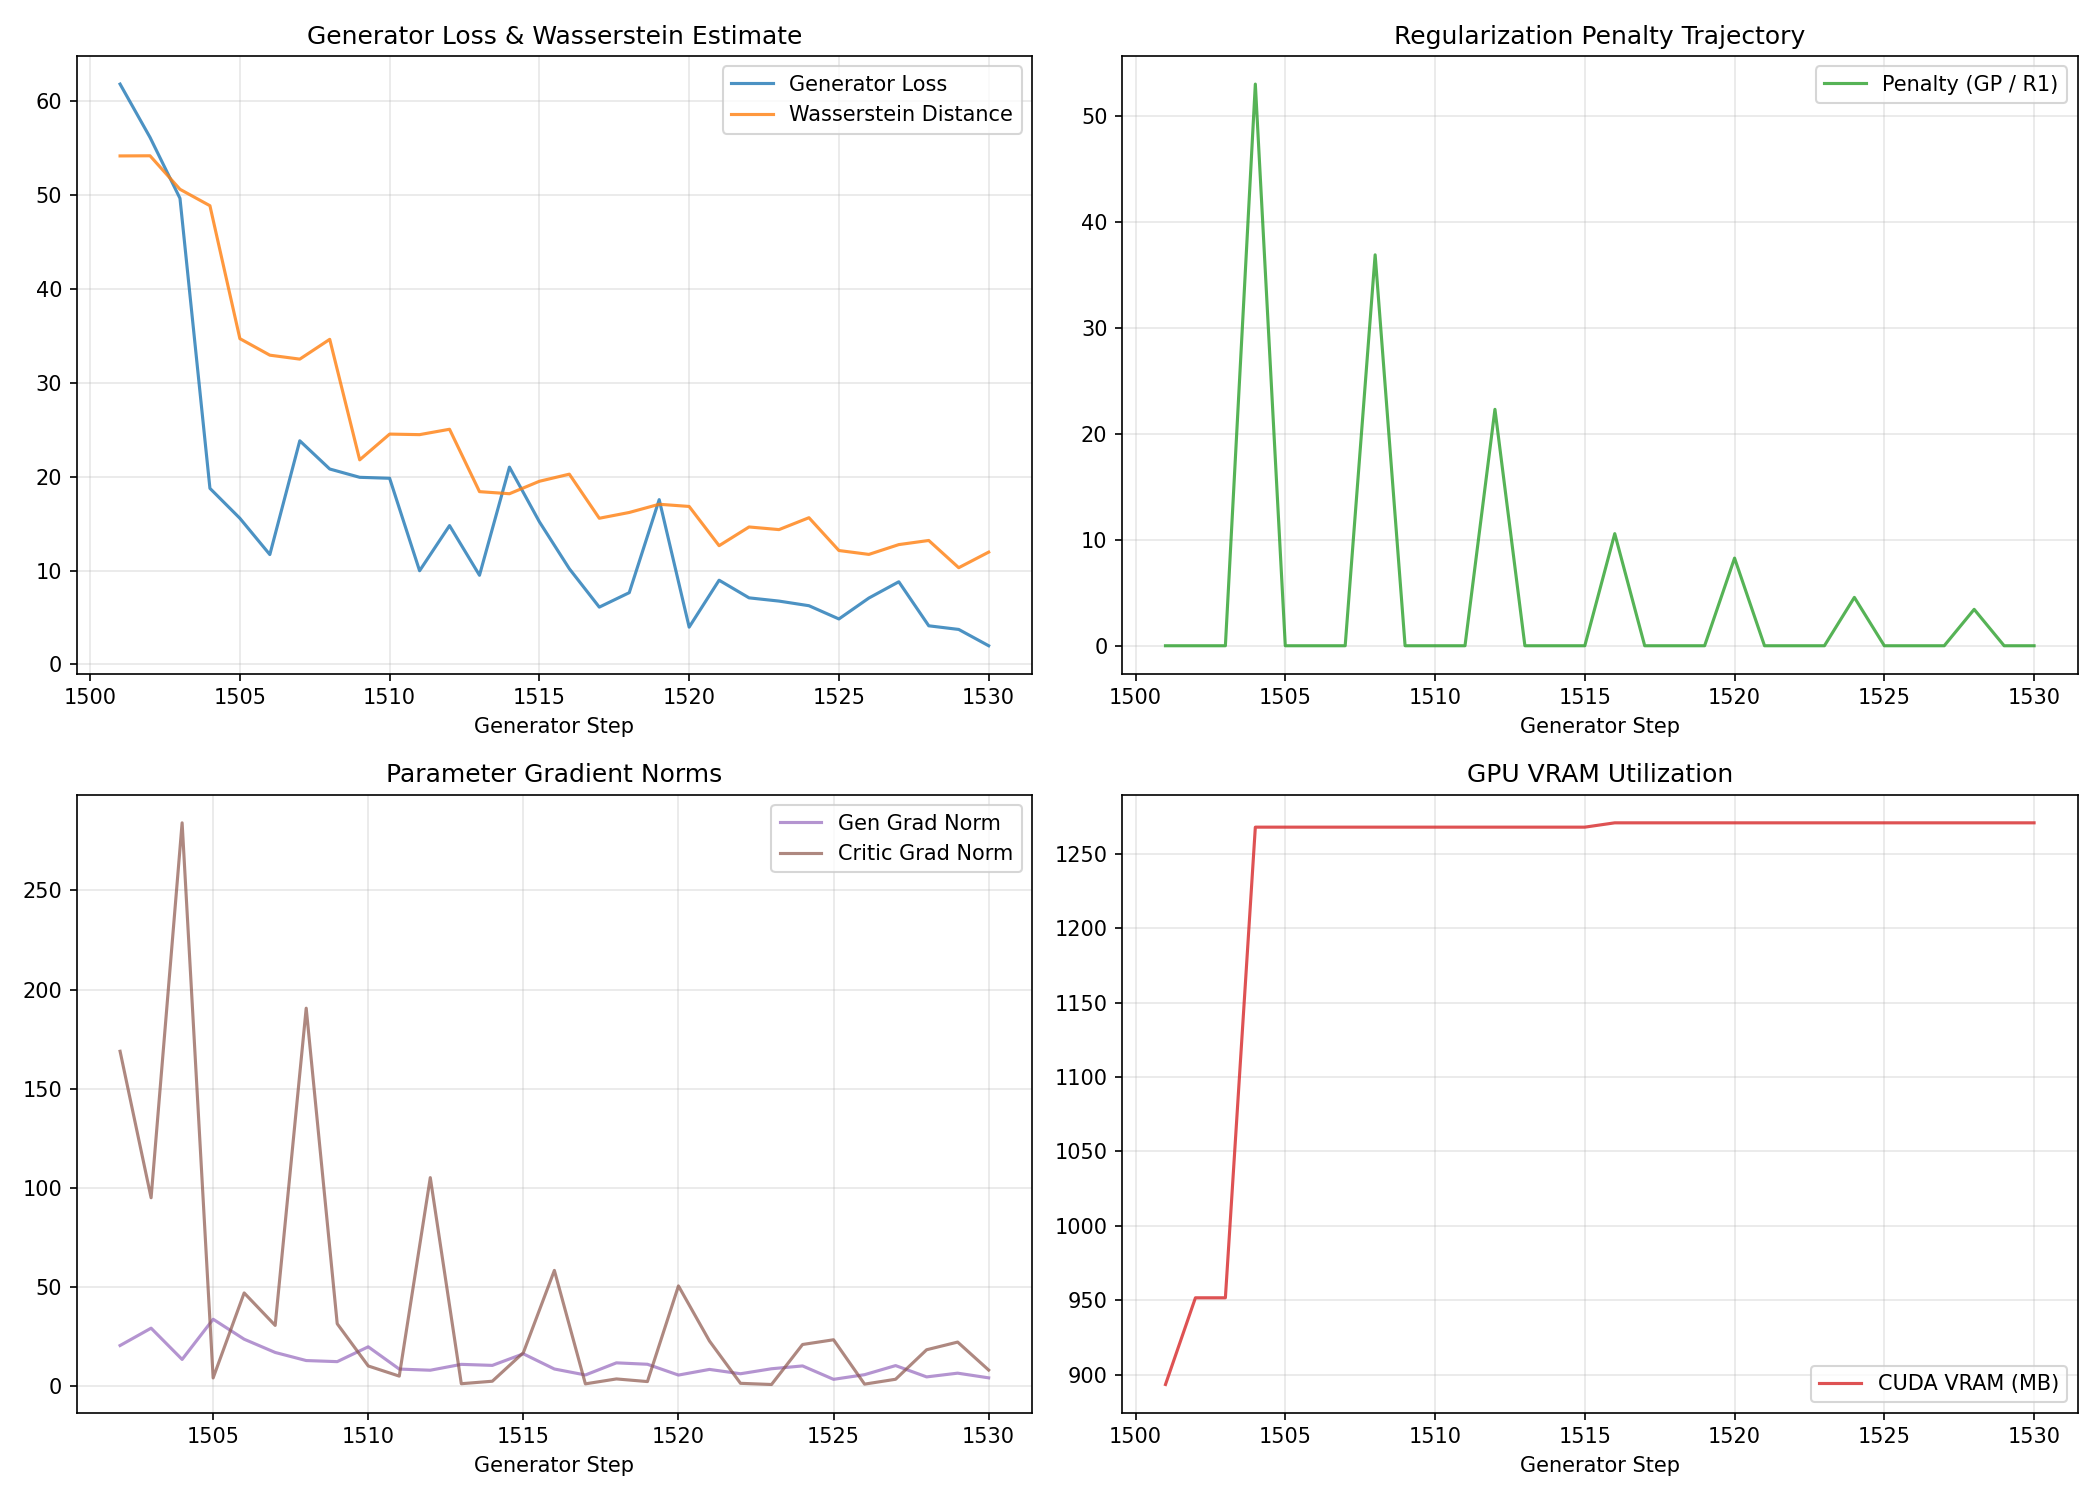 Generator Loss & Wasserstein Estimate
Generator Loss
Wasserstein Distance
60
50
40
30
20
10
0
1500 1505 1510 1515 1520 1525 1530
Generator Step
Regularization Penalty Trajectory
Penalty (GP / R1)
50
40
30
20
10
0
1500 1505 1510 1515 1520 1525 1530
Generator Step
Parameter Gradient Norms
Gen Grad Norm
Critic Grad Norm
250
200
150
100
50
0
1505 1510 1515 1520 1525 1530
Generator Step
GPU VRAM Utilization
1250
1200
1150
1100
1050
1000
950
900
CUDA VRAM (MB)
1500 1505 1510 1515 1520 1525 1530
Generator Step